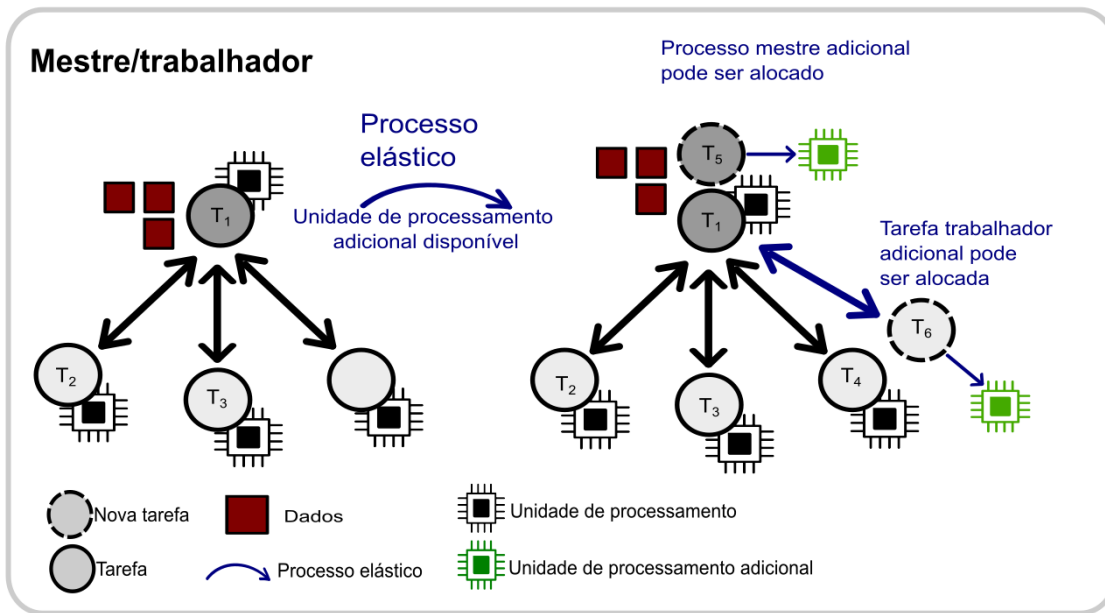 Mestre/trabalhador
Processo mestre adicional
pode ser alocado
Processo
elástico
Unidade de processamento
adicional disponível
Tarefa trabalhador
adicional pode
ser alocada
T1
T2
T3
T5
T1
T6
T2
T3
T4
Nova tarefa
Dados
Unidade de processamento
Tarefa
Processo elástico
Unidade de processamento adicional